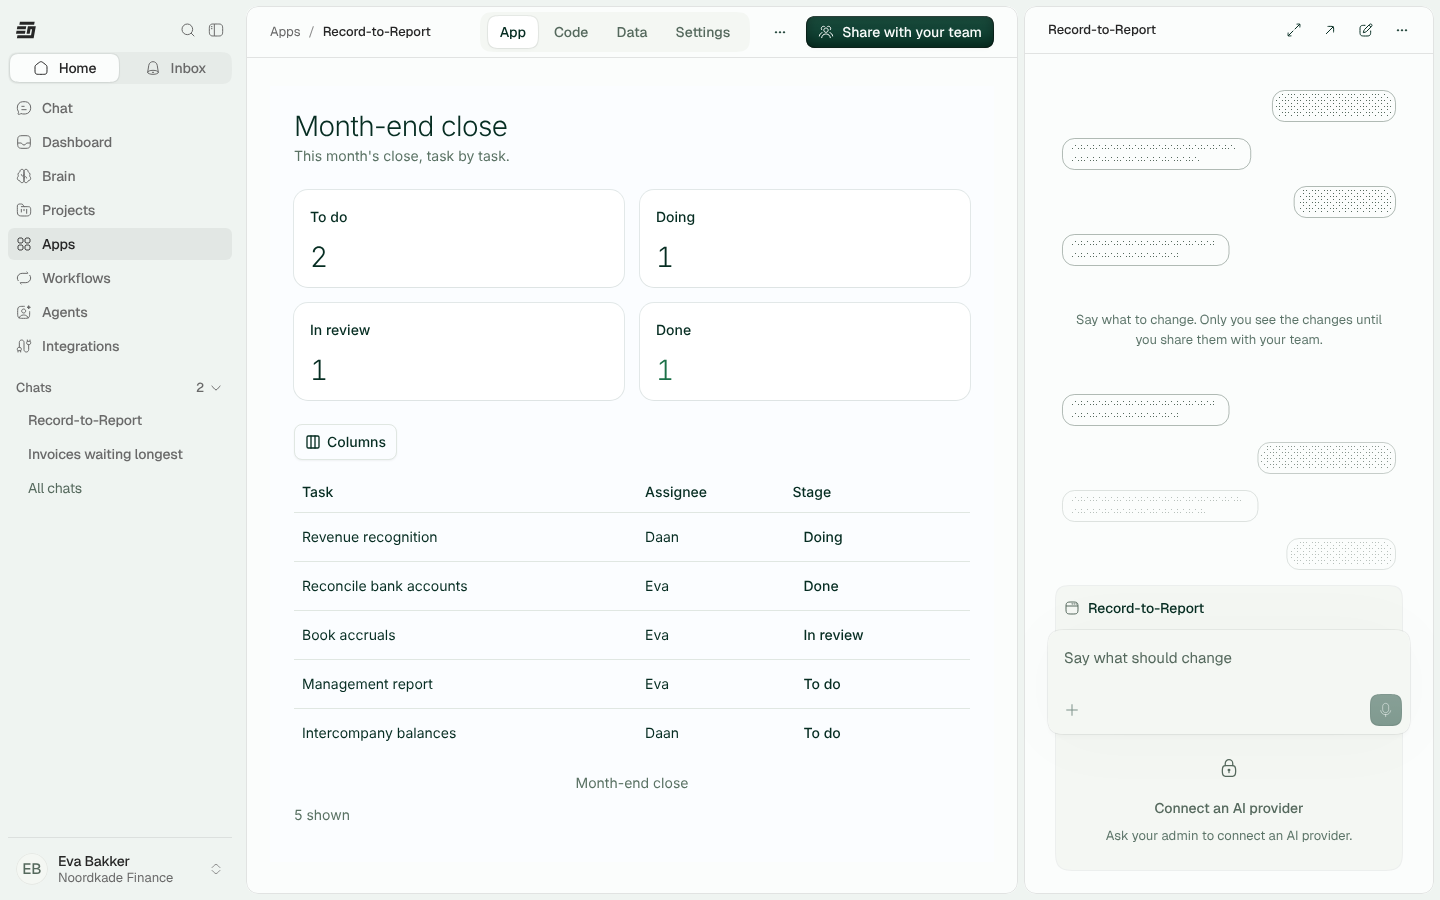 Home
Inbox
Chat
Dashboard
Brain
Projects
Apps
Workflows
Agents
Integrations
Chats 2
Record-to-Report
Invoices waiting longest
All chats
EB
Eva Bakker
Noordkade Finance
Apps / Record-to-Report
App
Code
Data
Settings
Share with your team
Month-end close
This month's close, task by task.
To do
2
Doing
1
In review
1
Done
1
Columns
Task Assignee Stage
Revenue recognition Daan Doing
Reconcile bank accounts Eva Done
Book accruals Eva In review
Management report Eva To do
Intercompany balances Daan To do
Month-end close
5 shown
Record-to-Report
Say what to change. Only you see the changes until
you share them with your team.
Record-to-Report
Say what should change
Connect an AI provider
Ask your admin to connect an AI provider.